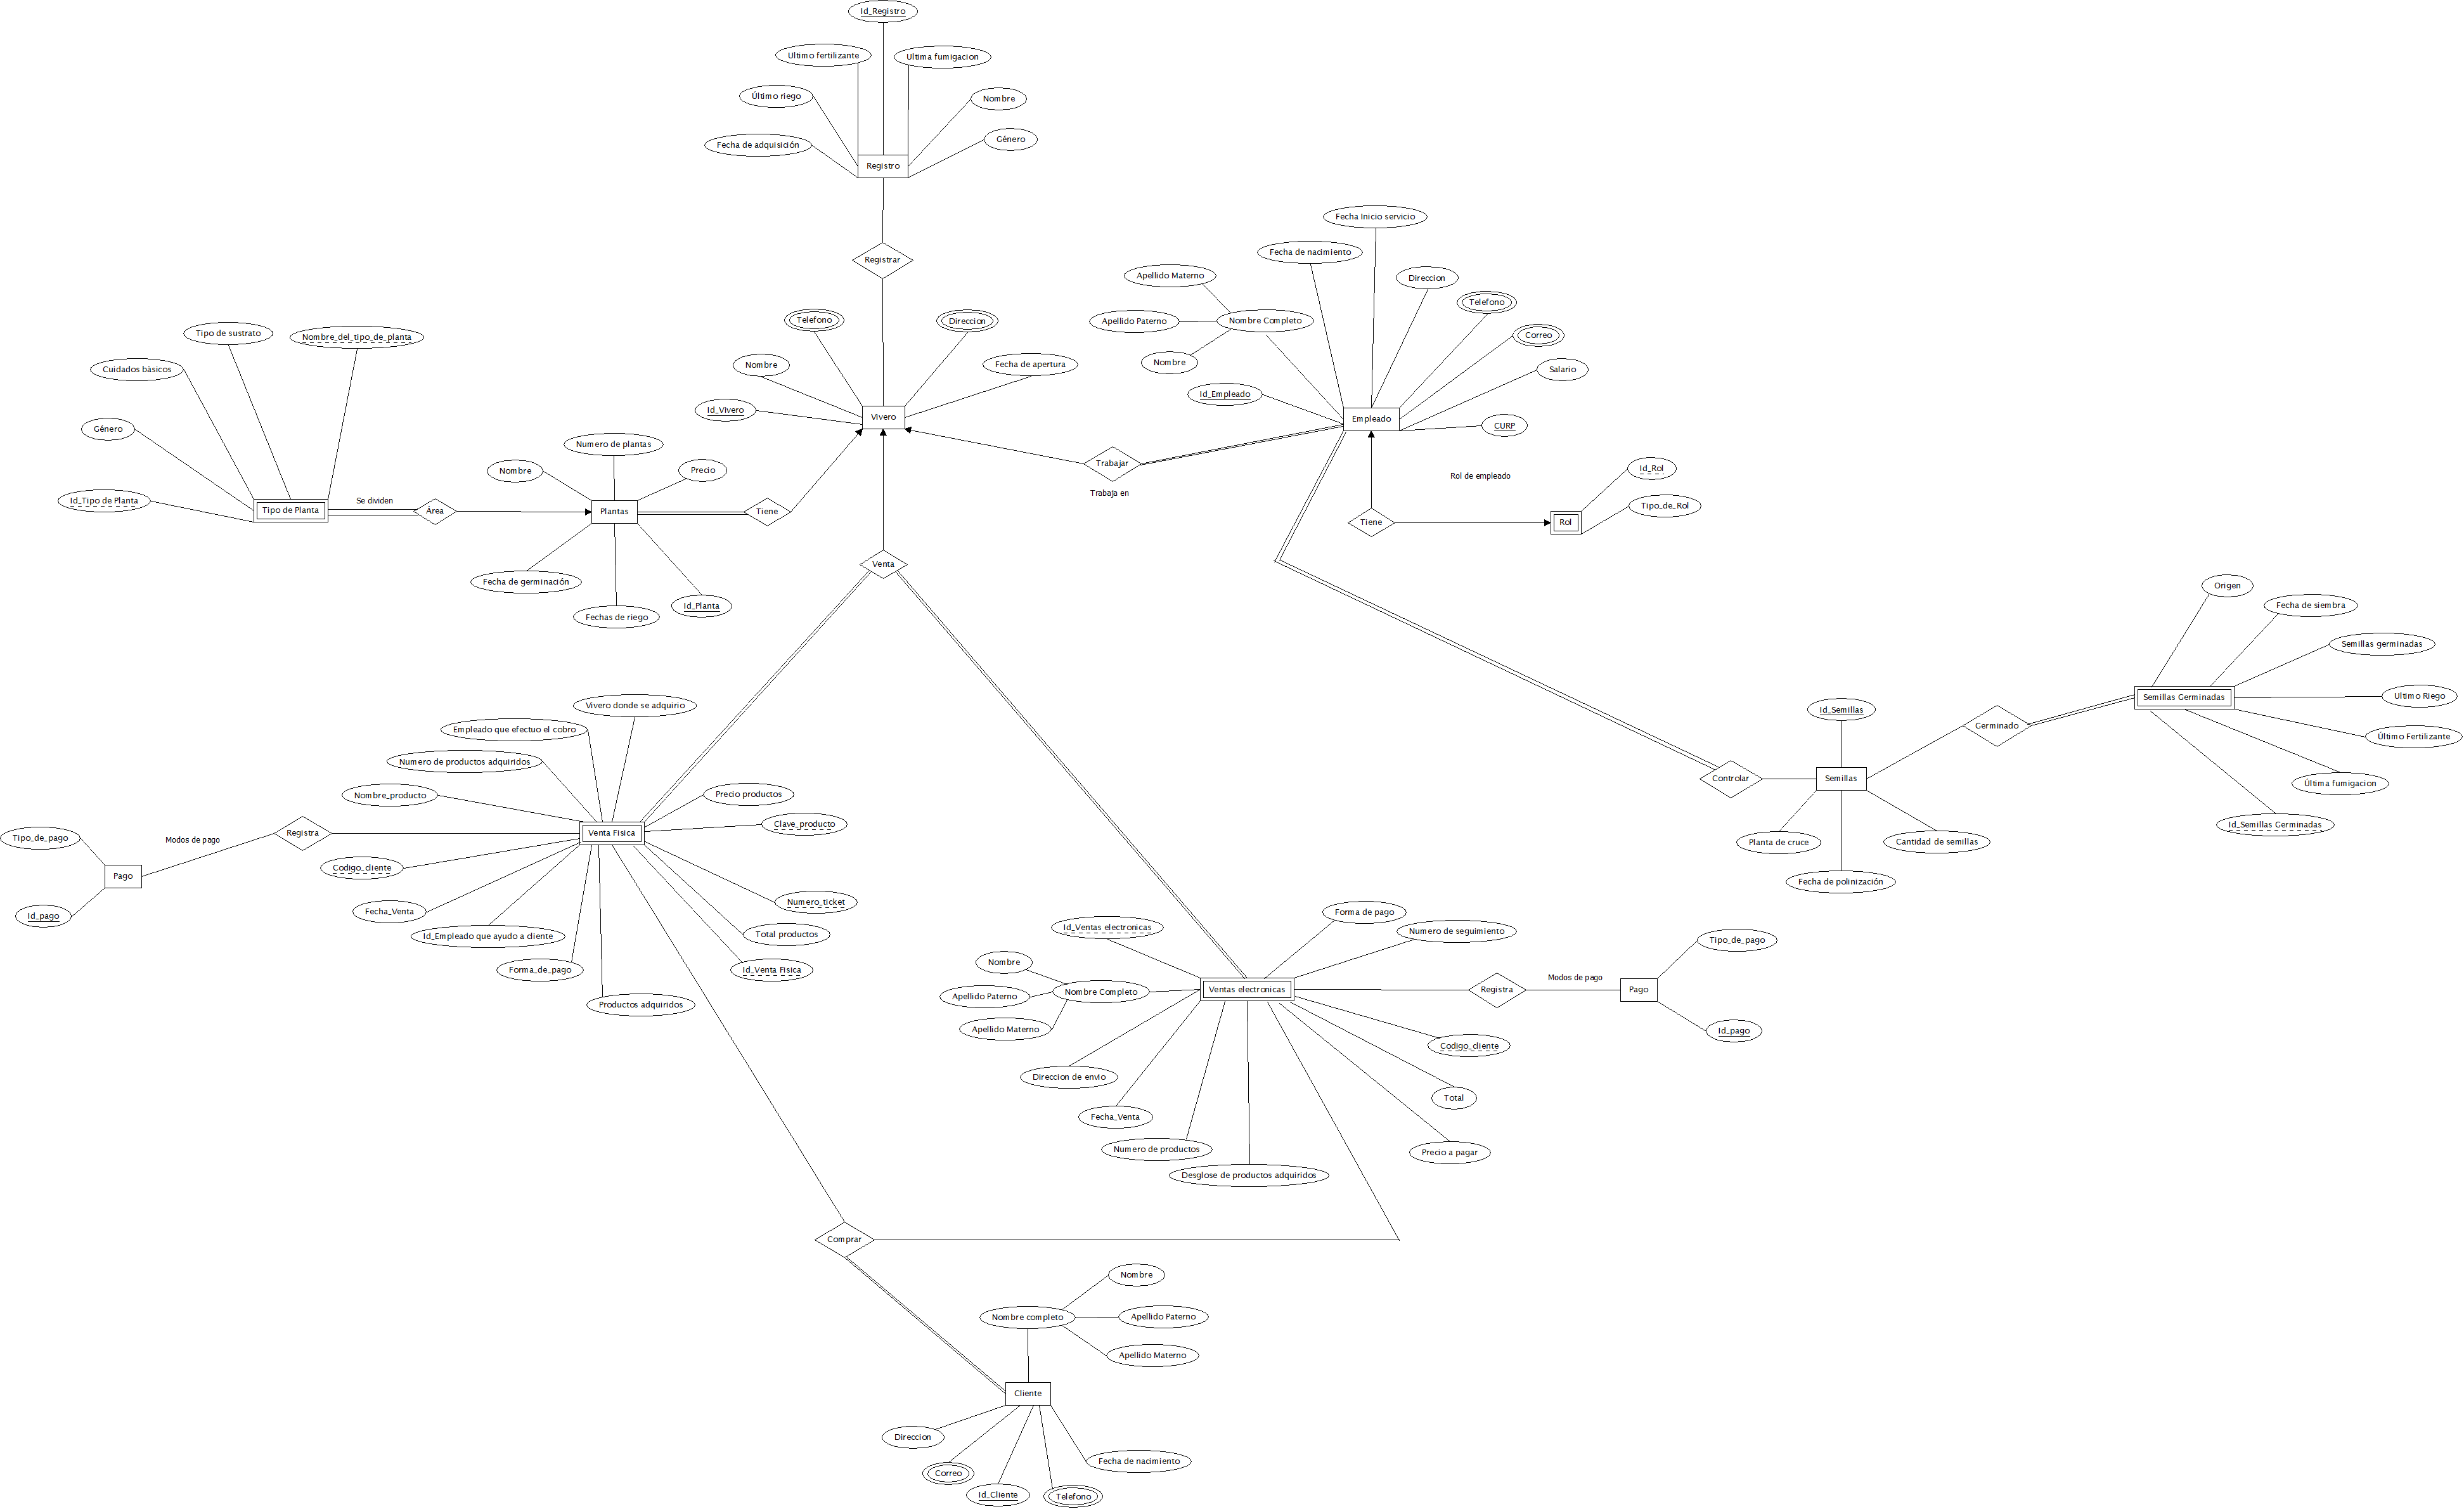 Id_Registro
Ultimo fertilizante
Ultima fumigacion
Último riego
Nombre
Fecha de adquisición
Género
Registro
Registrar
Fecha Inicio servicio
Fecha de nacimiento
Apellido Materno
Direccion
Telefono
Apellido Paterno
Nombre Completo
Correo
Nombre
Salario
Id_Empleado
Empleado
CURP
Telefono
Direccion
Nombre
Fecha de apertura
Id_Vivero
Vivero
Tipo de sustrato
Nombre_del_tipo_de_planta
Cuidados bàsicos
Género
Id_Tipo de Planta
Tipo de Planta
Se dividen
Área
Numero de plantas
Nombre
Precio
Plantas
Tiene
Fecha de germinación
Fechas de riego
Id_Planta
Trabajar
Trabaja en
Rol de empleado
Id_Rol
Tipo_de_Rol
Tiene
Rol
Venta
Origen
Fecha de siembra
Semillas germinadas
Semillas Germinadas
Ultimo Riego
Último Fertilizante
Última fumigacion
Id_Semillas Germinadas
Germinado
Id_Semillas
Controlar
Semillas
Planta de cruce
Cantidad de semillas
Fecha de polinización
Vivero donde se adquirio
Empleado que efectuo el cobro
Numero de productos adquiridos
Nombre_producto
Precio productos
Clave_producto
Venta Fisica
Registra
Modos de pago
Tipo_de_pago
Pago
Id_pago
Codigo_cliente
Fecha_Venta
Id_Empleado que ayudo a cliente
Forma_de_pago
Productos adquiridos
Numero_ticket
Total productos
Id_Venta Fisica
Forma de pago
Id_Ventas electronicas
Numero de seguimiento
Nombre
Nombre Completo
Apellido Paterno
Apellido Materno
Ventas electronicas
Registra
Modos de pago
Tipo_de_pago
Pago
Id_pago
Codigo_cliente
Direccion de envio
Total
Fecha_Venta
Numero de productos
Precio a pagar
Desglose de productos adquiridos
Comprar
Nombre
Nombre completo
Apellido Paterno
Apellido Materno
Cliente
Direccion
Correo
Id_Cliente
Telefono
Fecha de nacimiento